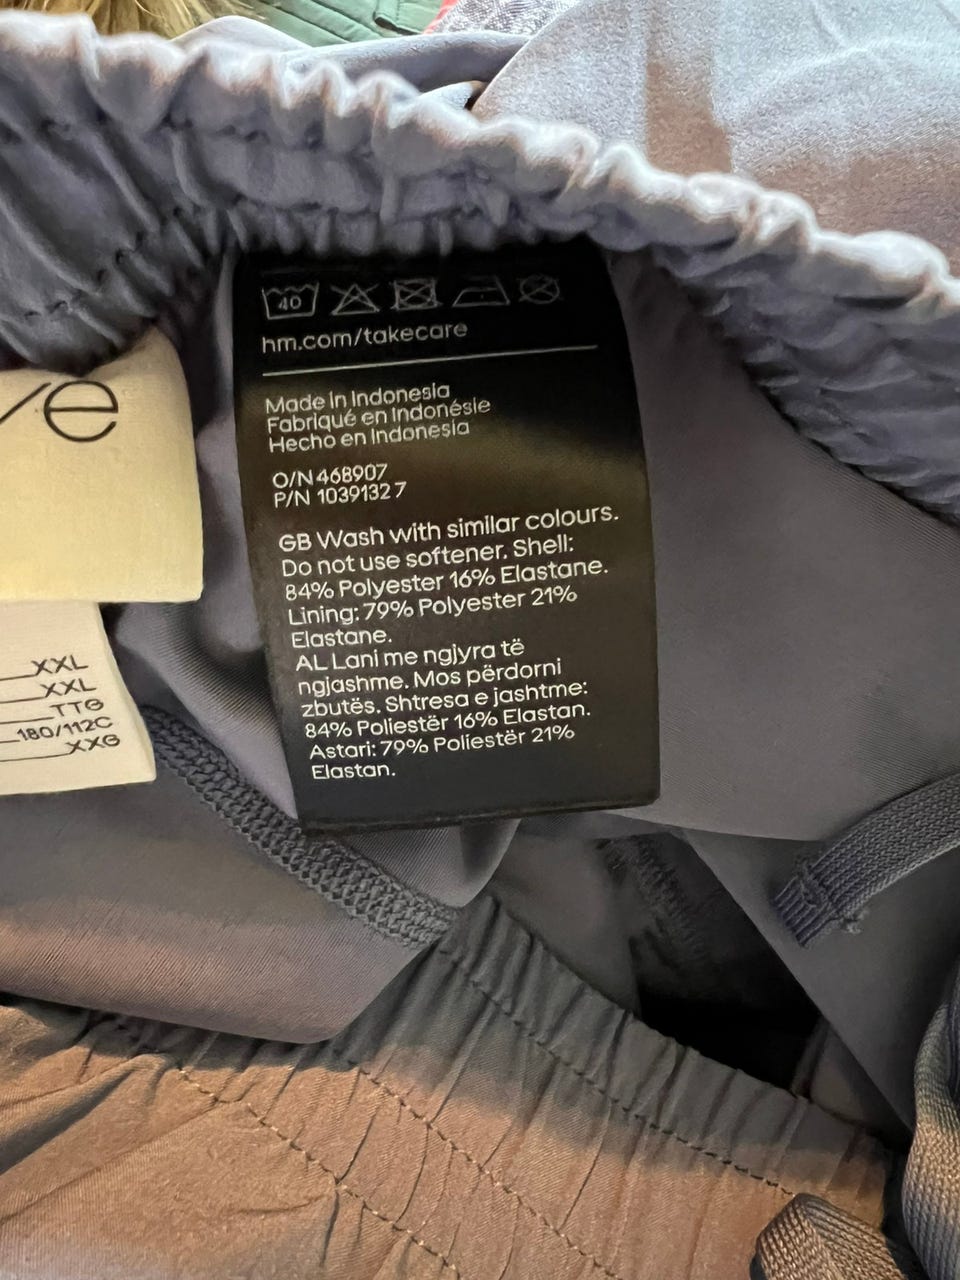 40
hm.com/takecare
Made in Indonesia
Fabriqué en Indonésie
Hecho en Indonesia
O/N 468907
P/N 1039132 7
GB Wash with similar colours.
Do not use softener. Shell:
84% Polyester 16% Elastane.
Lining: 79% Polyester 21%
Elastane.
AL Lani me ngjyra të
ngjashme. Mos përdorni
zbutës. Shtresa e jashtme:
84% Poliestër 16% Elastan.
Astari: 79% Poliestër 21%
Elastan.
ve
XXL
XXL
TTG
180/112C
XXG